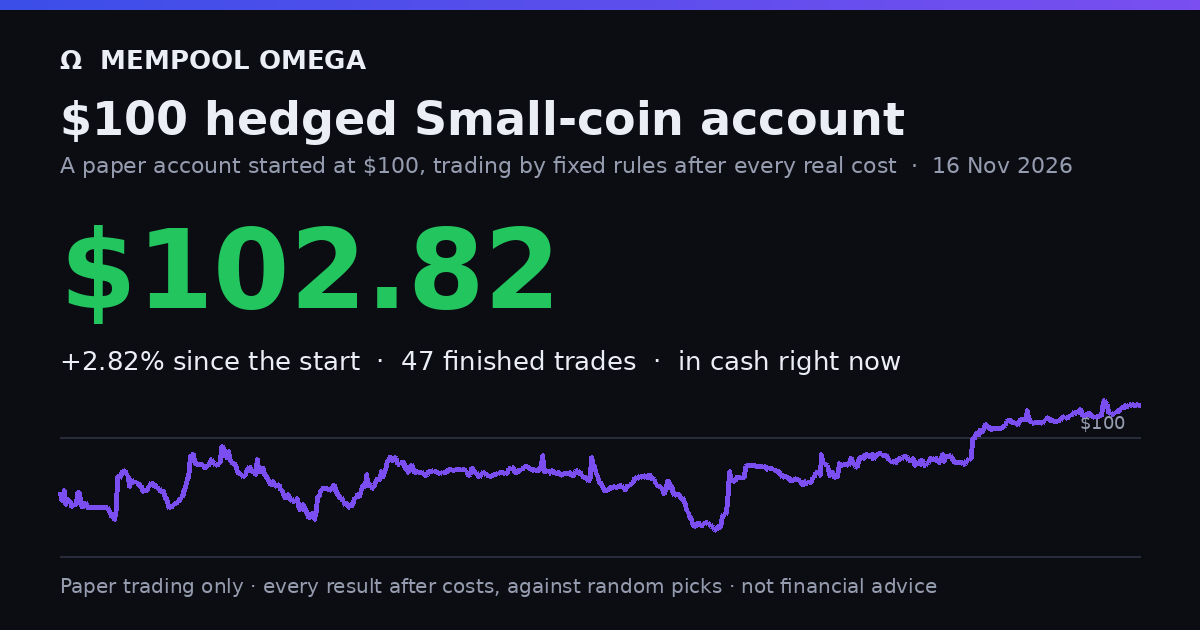 Ω MEMPOOL OMEGA
$100 hedged Small-coin account
A paper account started at $100, trading by fixed rules after every real cost · 16 Nov 2026
$102.82
+2.82% since the start · 47 finished trades · in cash right now
$100
Paper trading only · every result after costs, against random picks · not financial advice